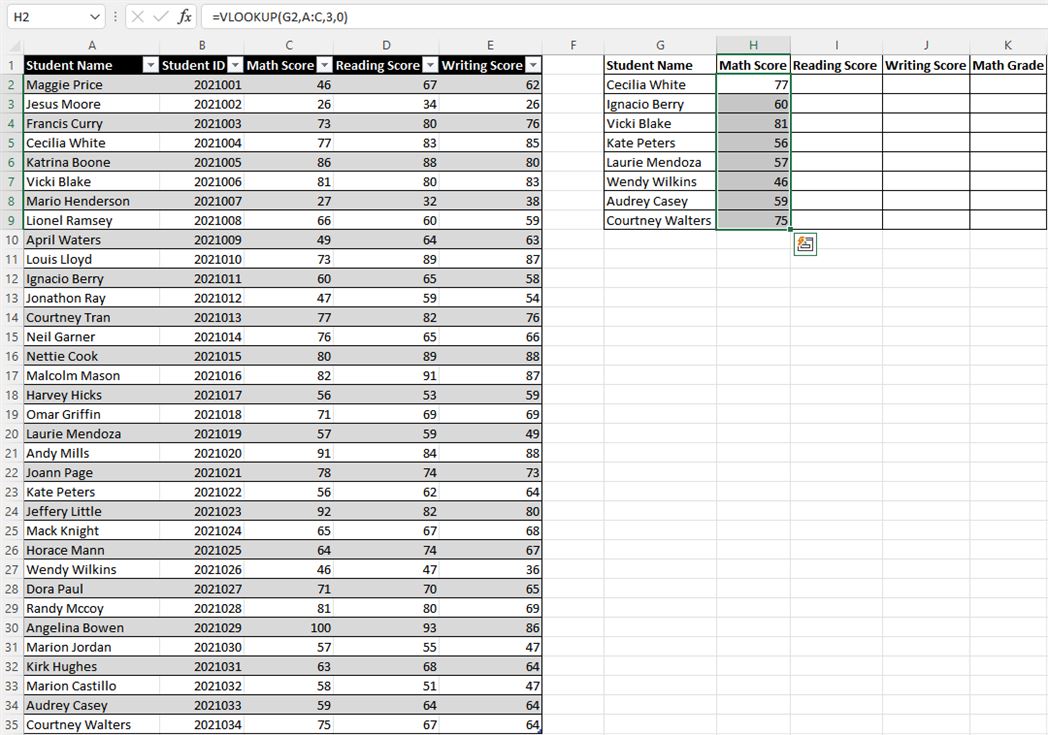 H2 fx =VLOOKUP(G2,A:C,3,0)
A B C D E F G H I J K
1 Student Name Student ID Math Score Reading Score Writing Score Student Name Math Score Reading Score Writing Score Math Grade
2 Maggie Price 2021001 46 67 62 Cecilia White 77
3 Jesus Moore 2021002 26 34 26 Ignacio Berry 60
4 Francis Curry 2021003 73 80 76 Vicki Blake 81
5 Cecilia White 2021004 77 83 85 Kate Peters 56
6 Katrina Boone 2021005 86 88 80 Laurie Mendoza 57
7 Vicki Blake 2021006 81 80 83 Wendy Wilkins 46
8 Mario Henderson 2021007 27 32 38 Audrey Casey 59
9 Lionel Ramsey 2021008 66 60 59 Courtney Walters 75
10 April Waters 2021009 49 64 63
11 Louis Lloyd 2021010 73 89 87
12 Ignacio Berry 2021011 60 65 58
13 Jonathon Ray 2021012 47 59 54
14 Courtney Tran 2021013 77 82 76
15 Neil Garner 2021014 76 65 66
16 Nettie Cook 2021015 80 89 88
17 Malcolm Mason 2021016 82 91 87
18 Harvey Hicks 2021017 56 53 59
19 Omar Griffin 2021018 71 69 69
20 Laurie Mendoza 2021019 57 59 49
21 Andy Mills 2021020 91 84 88
22 Joann Page 2021021 78 74 73
23 Kate Peters 2021022 56 62 64
24 Jeffery Little 2021023 92 82 80
25 Mack Knight 2021024 65 67 68
26 Horace Mann 2021025 64 74 67
27 Wendy Wilkins 2021026 46 47 36
28 Dora Paul 2021027 71 70 65
29 Randy Mccoy 2021028 81 80 69
30 Angelina Bowen 2021029 100 93 86
31 Marion Jordan 2021030 57 55 47
32 Kirk Hughes 2021031 63 68 64
33 Marion Castillo 2021032 58 51 47
34 Audrey Casey 2021033 59 64 64
35 Courtney Walters 2021034 75 67 64